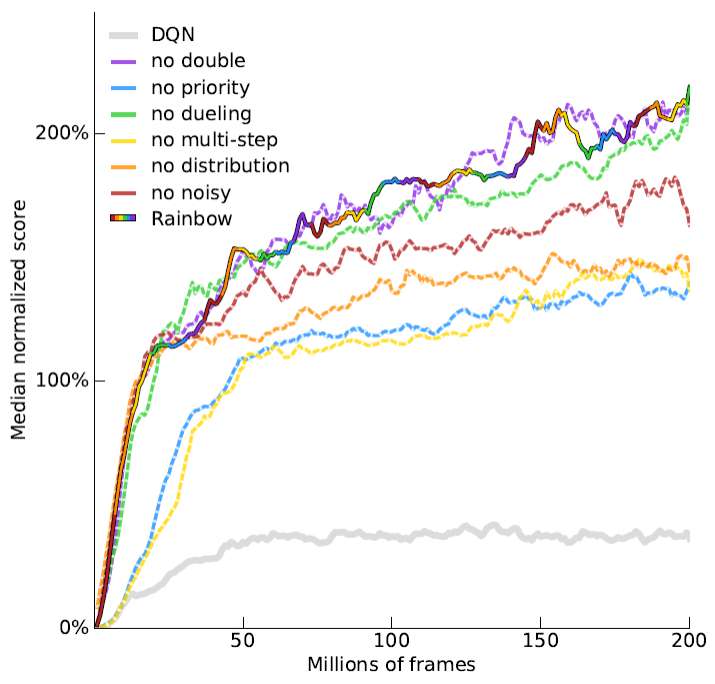 DQN
no double
no priority
no dueling
no multi-step
no distribution
no noisy
Rainbow
200%
100%
0%
Median normalized score
50
100
150
200
Millions of frames